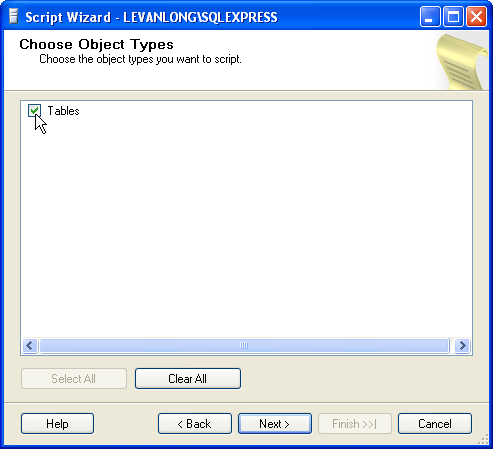 Script Wizard - LEVANLONG\SQLEXPRESS
Choose Object Types
Choose the object types you want to script.
Tables
Select All
Clear All
Help
< Back
Next >
Finish >>|
Cancel